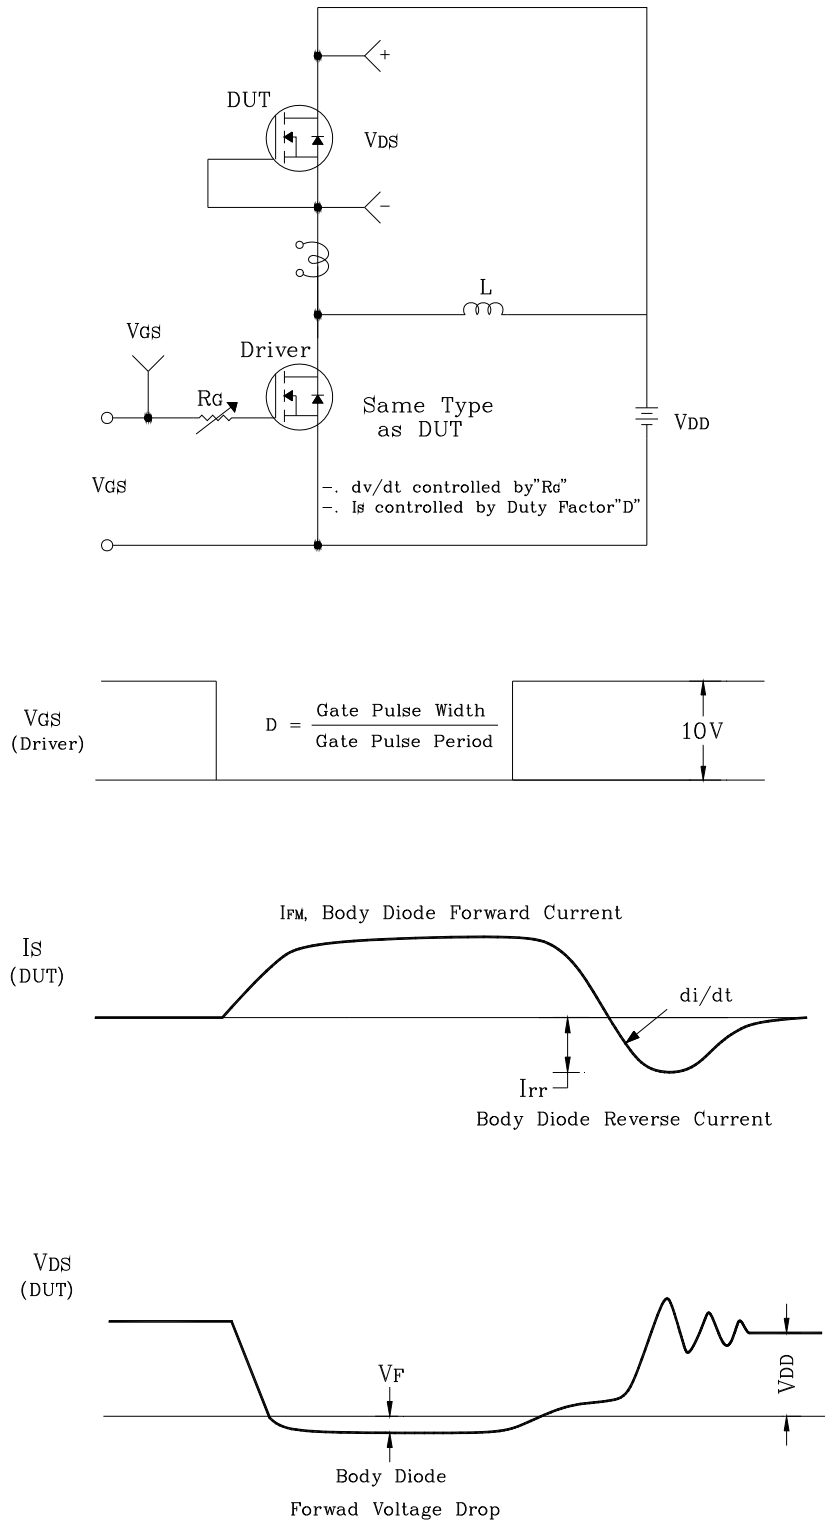 +
DUT
VDS
−
L
VGS
Driver
RG
Same Type
as DUT
VDD
VGS
−. dv/dt controlled by"RG"
−. Is controlled by Duty Factor"D"
VGS
(Driver)
D = Gate Pulse Width
Gate Pulse Period
10V
IFM, Body Diode Forward Current
IS
(DUT)
di/dt
Irr
Body Diode Reverse Current
VDS
(DUT)
VF
VDD
Body Diode
Forwad Voltage Drop